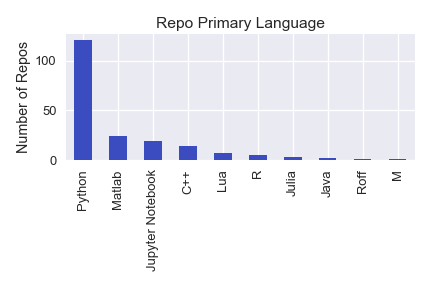 Repo Primary Language
Number of Repos
100
50
0
Python
Matlab
Jupyter Notebook
C++
Lua
R
Julia
Java
Roff
M